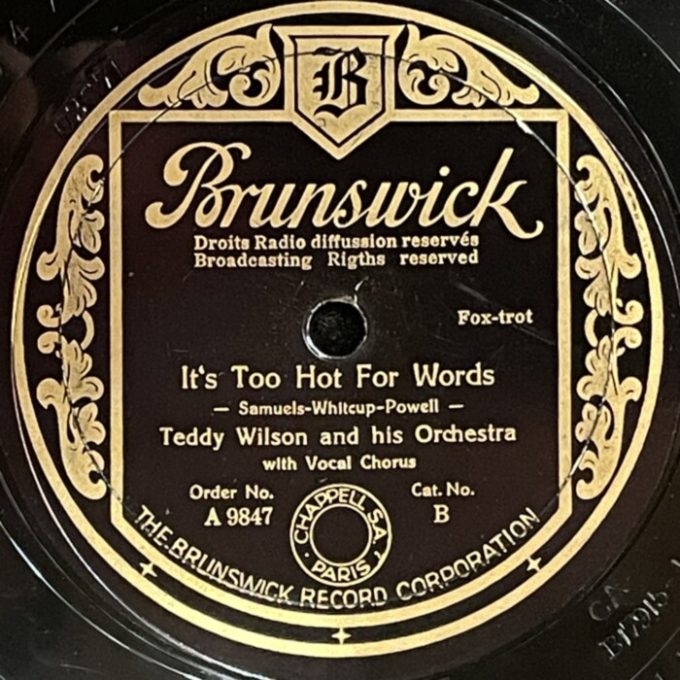 B
Brunswick
Droits Radio diffussion reservés
Broadcasting Rigths reserved
Fox-trot
It's Too Hot For Words
— Samuels-Whitcup-Powell —
Teddy Wilson and his Orchestra
with Vocal Chorus
Order No.
A 9847
Cat. No.
B
CHAPPELL S.A.
PARIS
THE BRUNSWICK RECORD CORPORATION